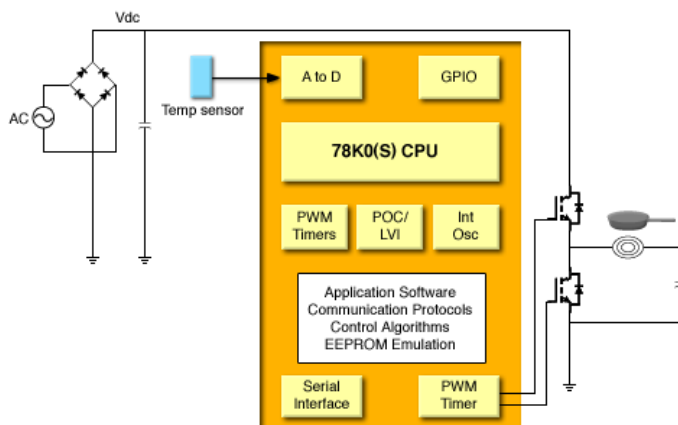 Vdc
AC
Temp sensor
A to D
GPIO
78K0(S) CPU
PWM
Timers
POC/
LVI
Int
Osc
Application Software
Communication Protocols
Control Algorithms
EEPROM Emulation
Serial
Interface
PWM
Timer